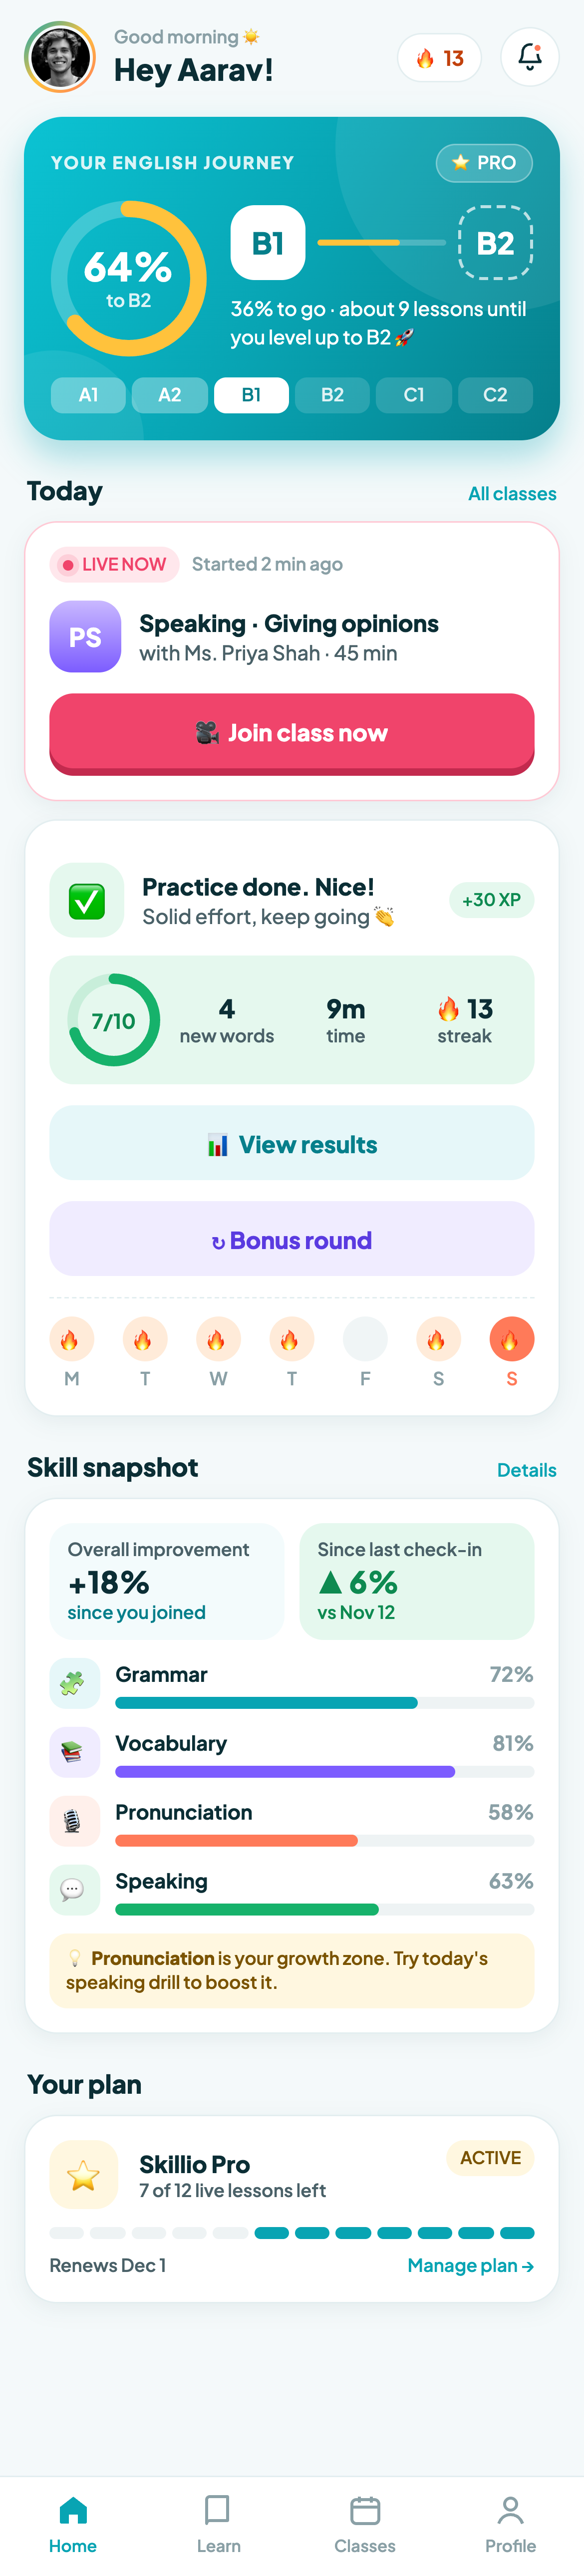 Good morning ☀️
Hey Aarav!
🔥 13
YOUR ENGLISH JOURNEY
⭐ PRO
64%
to B2
B1
B2
36% to go · about 9 lessons until
you level up to B2 🚀
A1 A2 B1 B2 C1 C2
Today
All classes
LIVE NOW
Started 2 min ago
PS
Speaking · Giving opinions
with Ms. Priya Shah · 45 min
🎥 Join class now
✅
Practice done. Nice!
Solid effort, keep going 👏
+30 XP
7/10
4
new words
9m
time
🔥 13
streak
📊 View results
↻ Bonus round
M T W T F S S
Skill snapshot
Details
Overall improvement
+18%
since you joined
Since last check-in
▲ 6%
vs Nov 12
Grammar
72%
Vocabulary
81%
Pronunciation
58%
Speaking
63%
💡 Pronunciation is your growth zone. Try today's
speaking drill to boost it.
Your plan
Skillio Pro
7 of 12 live lessons left
ACTIVE
Renews Dec 1
Manage plan →
Home
Learn
Classes
Profile